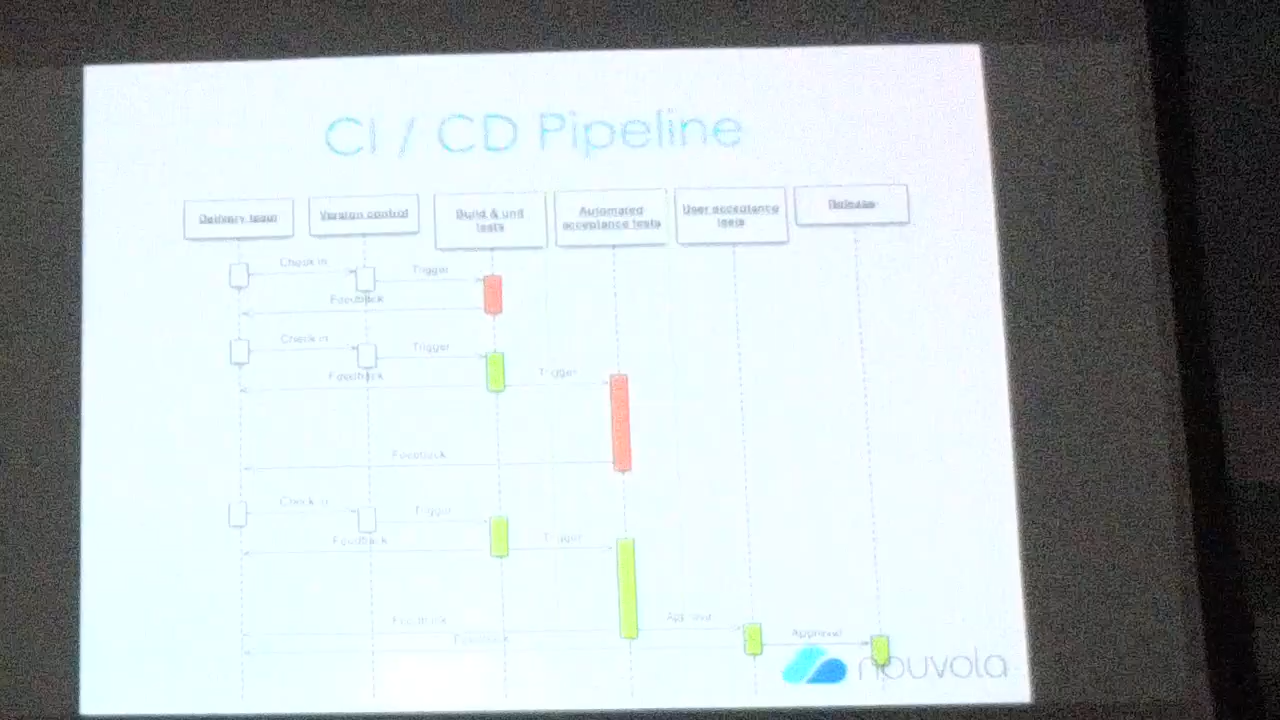 CI / CD Pipeline
Delivery team
Version control
Build & unit
tests
Automated
acceptance tests
User acceptance
tests
Release
Check in
Trigger
Feedback
Check in
Trigger
Feedback
Trigger
Feedback
Check in
Trigger
Feedback
Trigger
Feedback
Approval
Feedback
Approval
nouvola